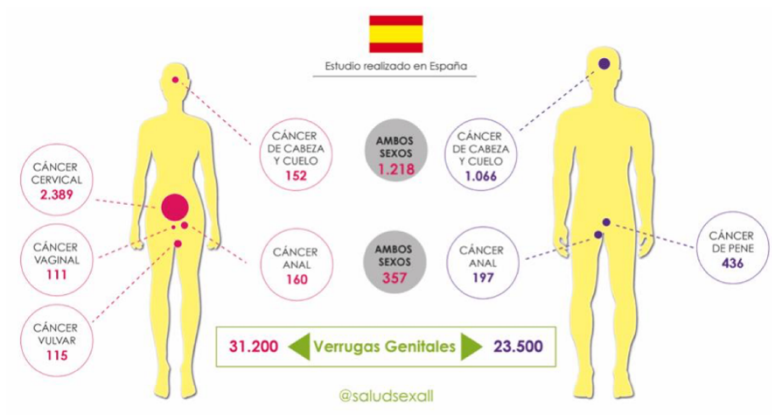 Estudio realizado en España
CÁNCER
DE CABEZA
Y CUELO
152
AMBOS
SEXOS
1.218
CÁNCER
DE CABEZA
Y CUELO
1.066
CÁNCER
CERVICAL
2.389
CÁNCER
VAGINAL
111
CÁNCER
ANAL
160
AMBOS
SEXOS
357
CÁNCER
ANAL
197
CÁNCER
DE PENE
436
CÁNCER
VULVAR
115
31.200 Verrugas Genitales 23.500
@saludsexall